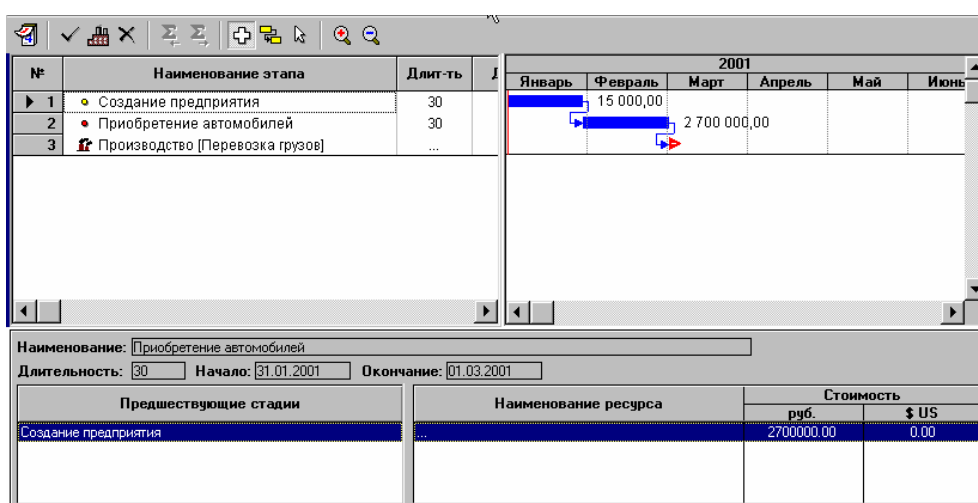 № Наименование этапа Длит-ть
2001
Январь Февраль Март Апрель Май Июнь
1 Создание предприятия 30 15 000,00
2 Приобретение автомобилей 30 2 700 000,00
3 Производство [Перевозка грузов] ...
Наименование: Приобретение автомобилей
Длительность: 30 Начало: 31.01.2001 Окончание: 01.03.2001
Предшествующие стадии Наименование ресурса Стоимость
руб. $ US
Создание предприятия ... 2700000.00 0.00